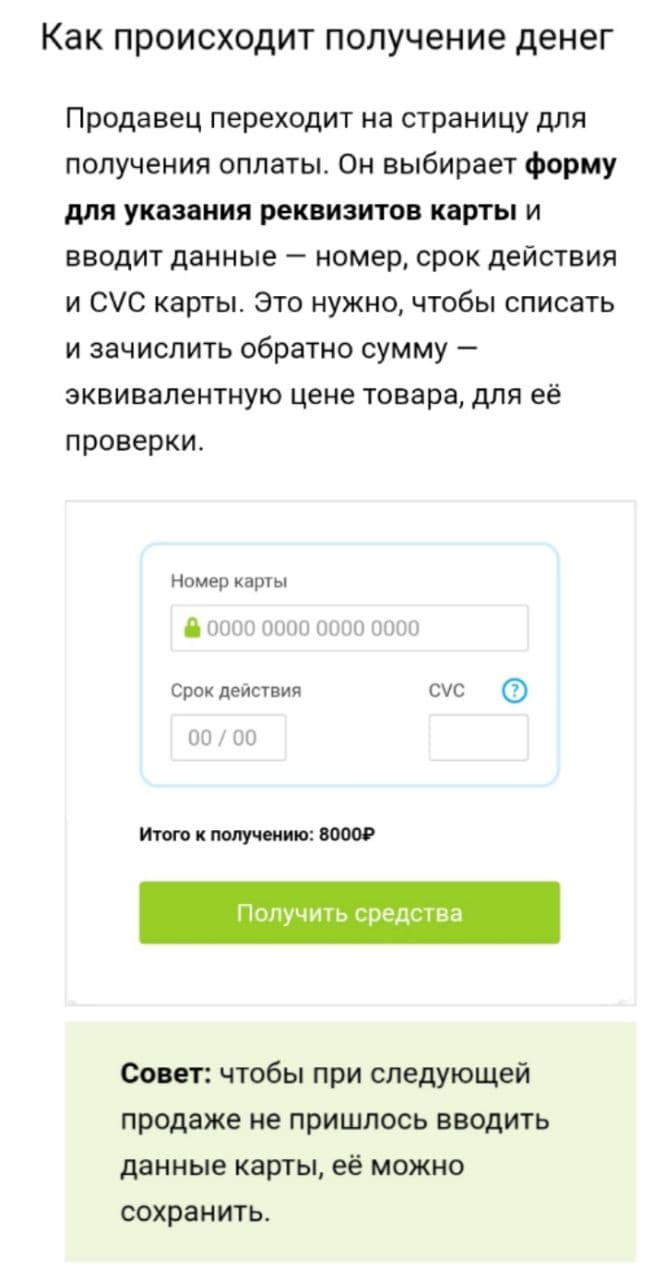 Как происходит получение денег
Продавец переходит на страницу для
получения оплаты. Он выбирает форму
для указания реквизитов карты и
вводит данные — номер, срок действия
и CVC карты. Это нужно, чтобы списать
и зачислить обратно сумму —
эквивалентную цене товара, для её
проверки.
Номер карты
0000 0000 0000 0000
Срок действия CVC ?
00 / 00
Итого к получению: 8000₽
Получить средства
Совет: чтобы при следующей
продаже не пришлось вводить
данные карты, её можно
сохранить.